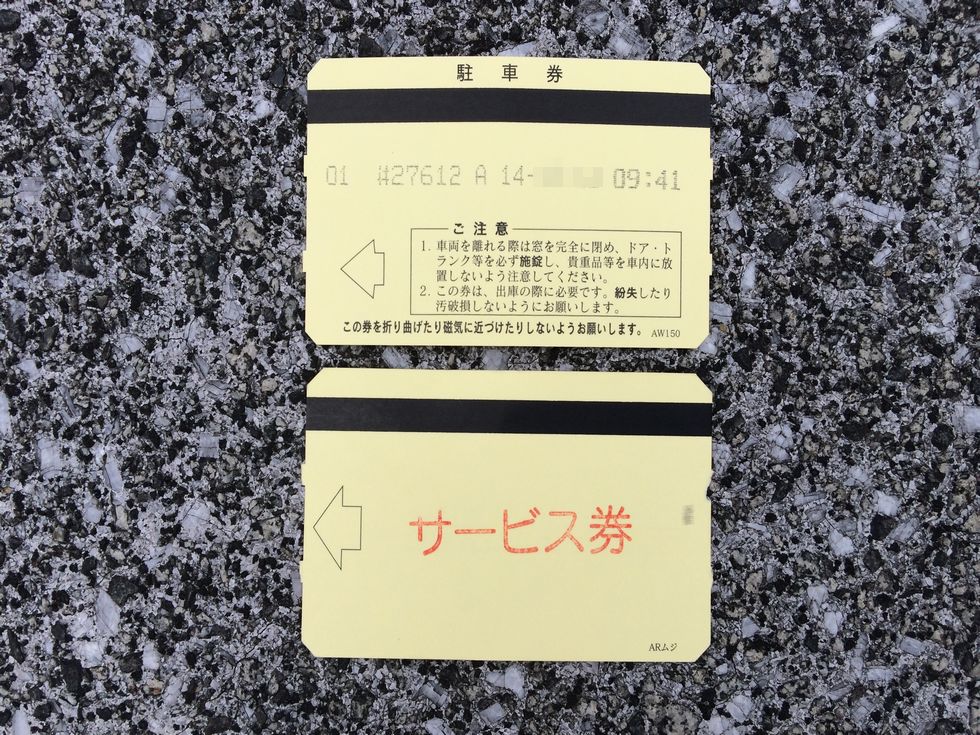 駐車券
01 #27612 A 14- 09:41
ご注意
1. 車両を離れる際は窓を完全に閉め、ドア・ト
ランク等を必ず施錠し、貴重品等を車内に放
置しないよう注意してください。
2. この券は、出庫の際に必要です。紛失したり
汚破損しないようにお願いします。
この券を折り曲げたり磁気に近づけたりしないようお願いします。 AW150
サービス券
ARムジ